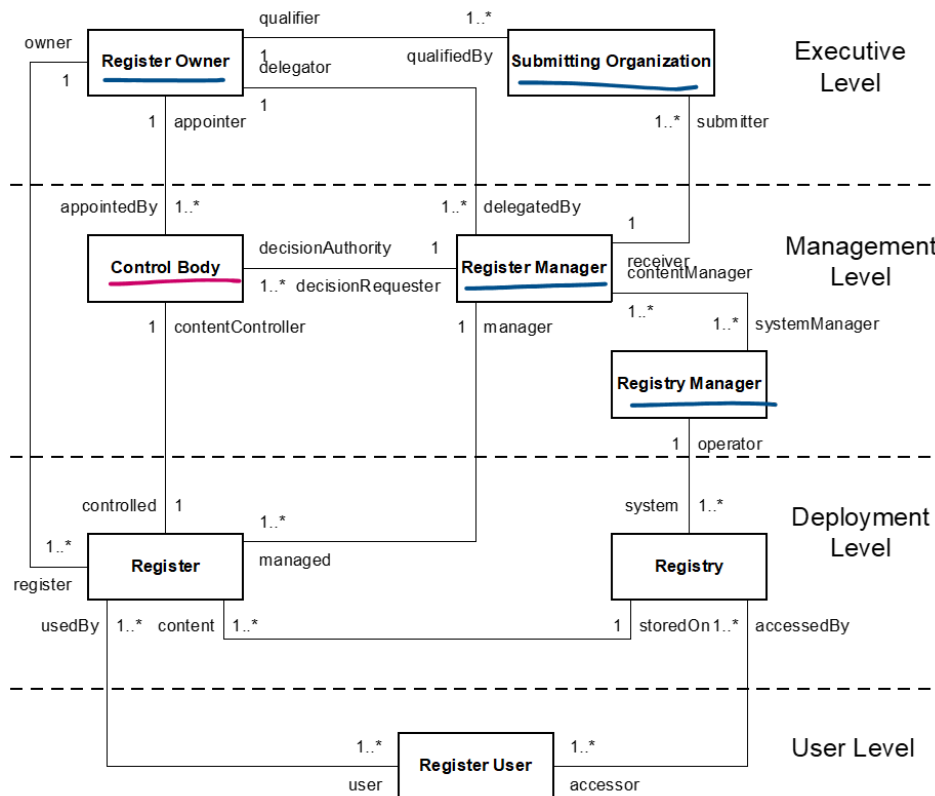 qualifier
1..*
owner
Register Owner
1
qualifiedBy
Submitting Organization
Executive
Level
1
delegator
1
1
appointer
1..*
submitter
appointedBy
1..*
1..*
delegatedBy
1
Management
Level
Control Body
decisionAuthority
1
Register Manager
receiver
contentManager
1..*
decisionRequester
1..*
1..*
systemManager
1
contentController
1
manager
Registry Manager
1
operator
controlled
1
system
1..*
Deployment
Level
1..*
1..*
Register
managed
Registry
register
usedBy
1..*
content
1..*
1
storedOn
1..*
accessedBy
1..*
Register User
1..*
User Level
user
accessor